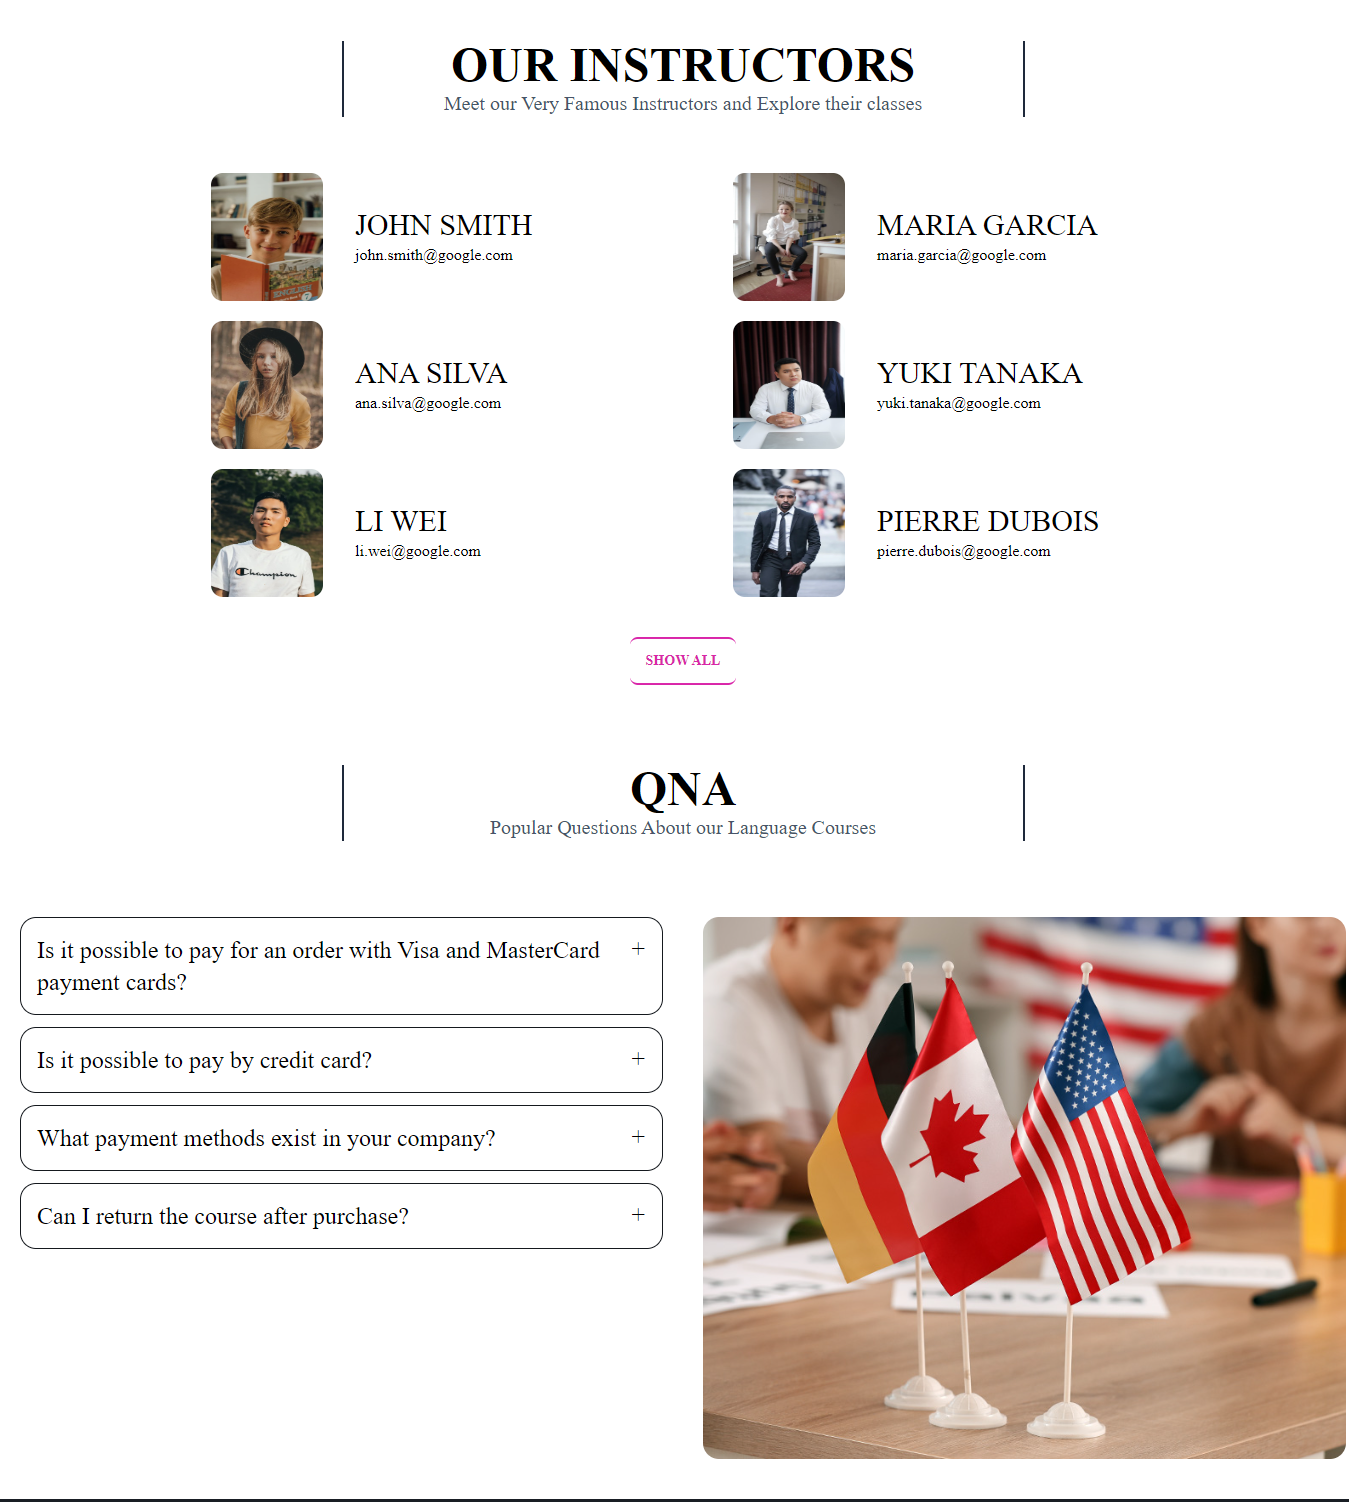 OUR INSTRUCTORS
Meet our Very Famous Instructors and Explore their classes
JOHN SMITH
john.smith@google.com
MARIA GARCIA
maria.garcia@google.com
ENGLISH
ANA SILVA
ana.silva@google.com
YUKI TANAKA
yuki.tanaka@google.com
LI WEI
li.wei@google.com
Champion
PIERRE DUBOIS
pierre.dubois@google.com
SHOW ALL
QNA
Popular Questions About our Language Courses
Is it possible to pay for an order with Visa and MasterCard
payment cards?
+
Is it possible to pay by credit card?
+
What payment methods exist in your company?
+
Can I return the course after purchase?
+